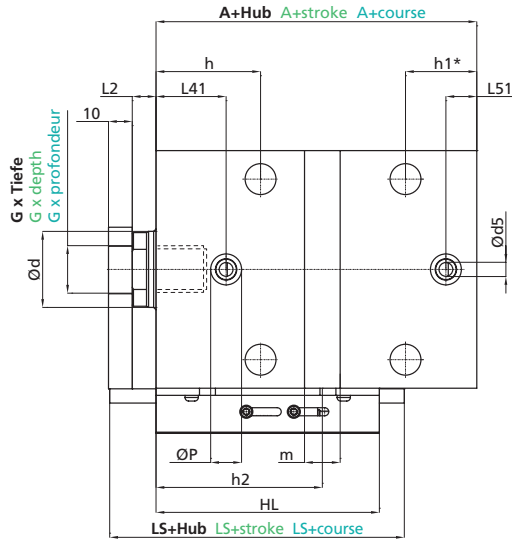 A+Hub A+stroke A+course
h
h1*
L2
L41
L51
10
G x Tiefe
G x depth
G x profondeur
Ød
Ød5
ØP
m
h2
HL
LS+Hub LS+stroke LS+course